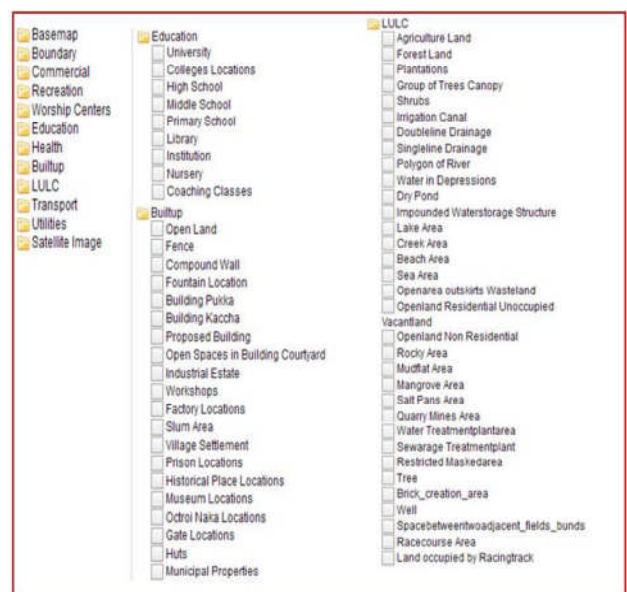 Basemap
Boundary
Commercial
Recreation
Worship Centers
Education
Health
Builtup
LULC
Transport
Utilities
Satellite Image
Education
University
Colleges Locations
High School
Middle School
Primary School
Library
Institution
Nursery
Coaching Classes
Builtup
Open Land
Fence
Compound Wall
Fountain Location
Building Pukka
Building Kaccha
Proposed Building
Open Spaces in Building Courtyard
Industrial Estate
Workshops
Factory Locations
Slum Area
Village Settlement
Prison Locations
Historical Place Locations
Museum Locations
Octroi Naka Locations
Gate Locations
Huts
Municipal Properties
LULC
Agriculture Land
Forest Land
Plantations
Group of Trees Canopy
Shrubs
Irrigation Canal
Doubleline Drainage
Singleline Drainage
Polygon of River
Water in Depressions
Dry Pond
Impounded Waterstorage Structure
Lake Area
Creek Area
Beach Area
Sea Area
Openarea outskirts Wasteland
Openland Residential Unoccupied
Vacantland
Openland Non Residential
Rocky Area
Mudflat Area
Mangrove Area
Salt Pans Area
Quarry Mines Area
Water Treatmentplantarea
Sewarage Treatmentplant
Restricted Maskedarea
Tree
Brick_creation_area
Well
Spacebetweentwoadjacent_fields_bunds
Racecourse Area
Land occupied by Racingtrack